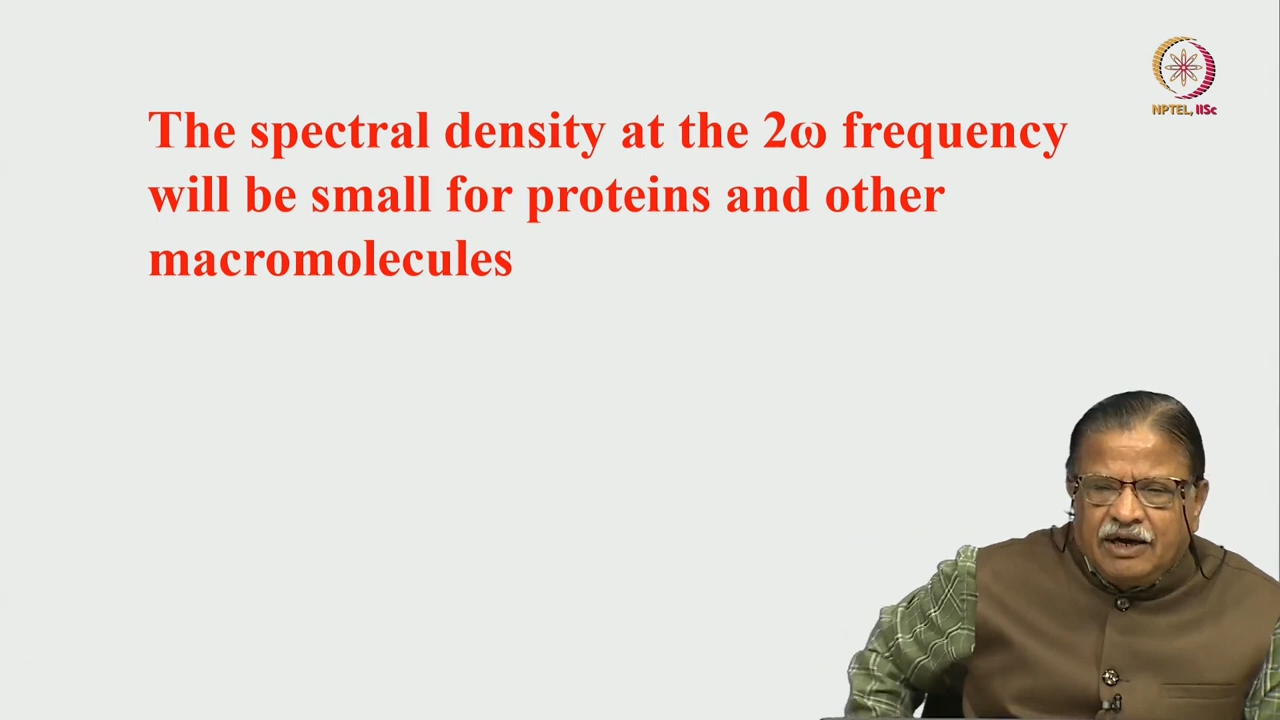 The spectral density at the 2ω frequency
will be small for proteins and other
macromolecules
NPTEL, IISc